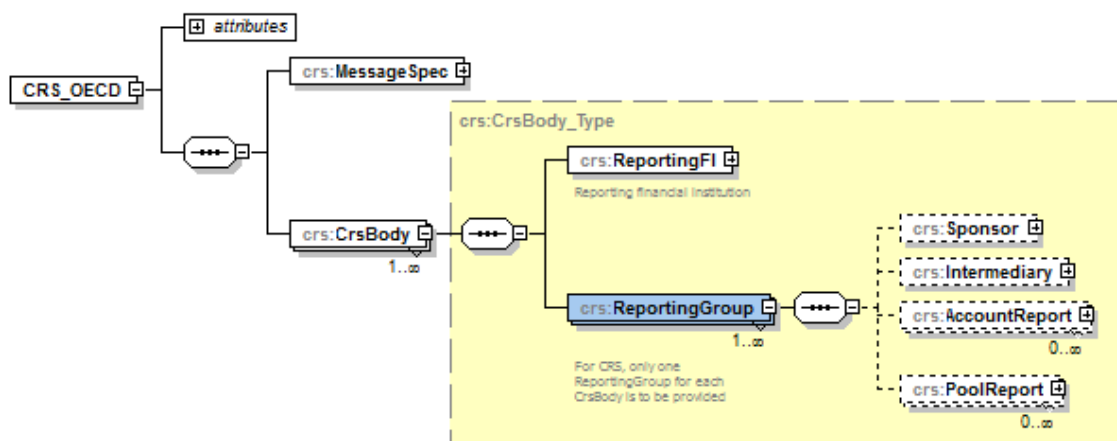 attributes
CRS_OECD
crs:MessageSpec
crs:CrsBody_Type
crs:ReportingFI
Reporting financial institution
crs:CrsBody
1..∞
crs:Sponsor
crs:Intermediary
crs:ReportingGroup
1..∞
crs:AccountReport
0..∞
For CRS, only one
ReportingGroup for each
CrsBody is to be provided
crs:PoolReport
0..∞